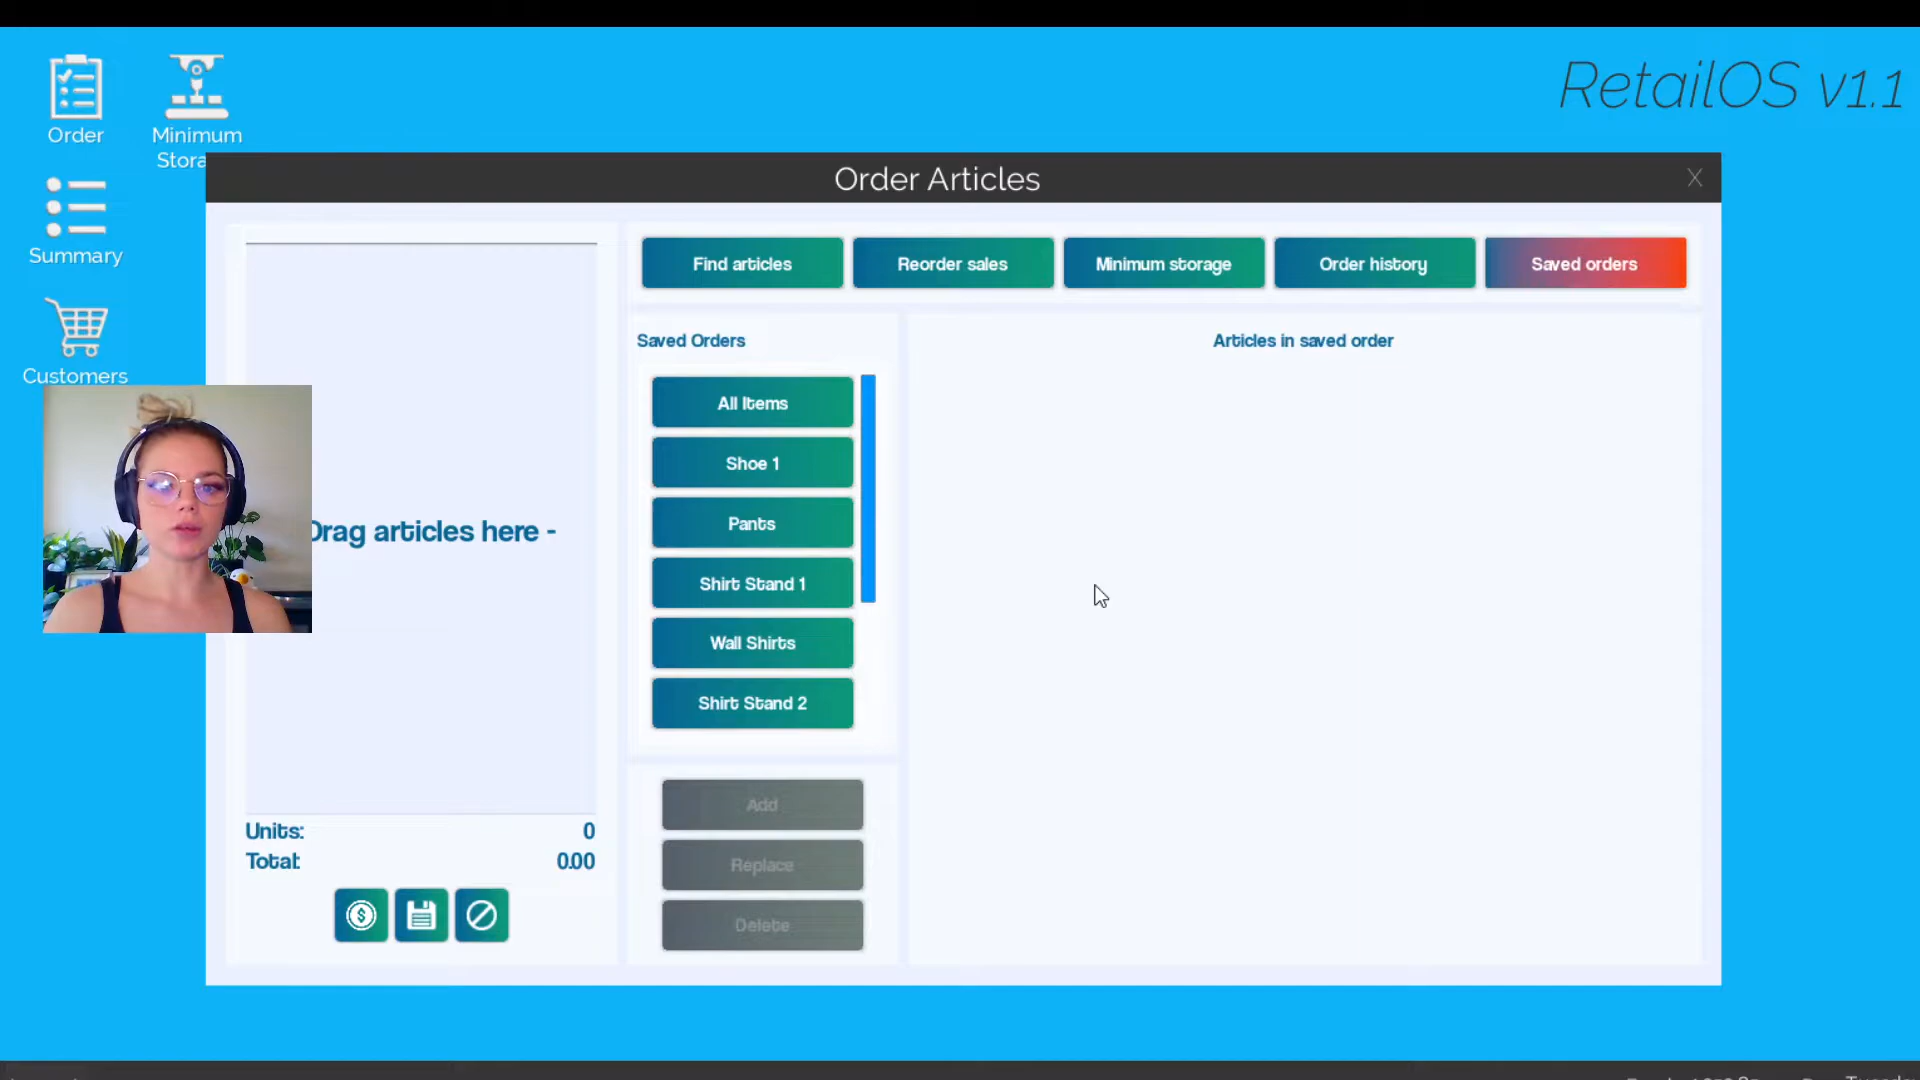 RetailOS v1.1
Order
Minimum
Stora
Summary
Customers
Order Articles
X
Find articles
Reorder sales
Minimum storage
Order history
Saved orders
Saved Orders
Articles in saved order
All Items
Shoe 1
Pants
Shirt Stand 1
Wall Shirts
Shirt Stand 2
Drag articles here -
Add
Replace
Delete
Units: 0
Total: 0.00